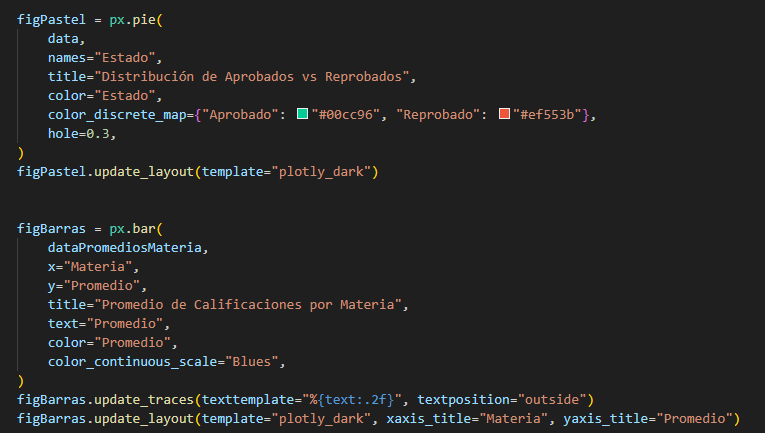 figPastel = px.pie(
    data,
    names="Estado",
    title="Distribución de Aprobados vs Reprobados",
    color="Estado",
    color_discrete_map={"Aprobado": "#00cc96", "Reprobado": "#ef553b"},
    hole=0.3,
)
figPastel.update_layout(template="plotly_dark")
figBarras = px.bar(
    dataPromediosMateria,
    x="Materia",
    y="Promedio",
    title="Promedio de Calificaciones por Materia",
    text="Promedio",
    color="Promedio",
    color_continuous_scale="Blues",
)
figBarras.update_traces(texttemplate="%{text:.2f}", textposition="outside")
figBarras.update_layout(template="plotly_dark", xaxis_title="Materia", yaxis_title="Promedio")